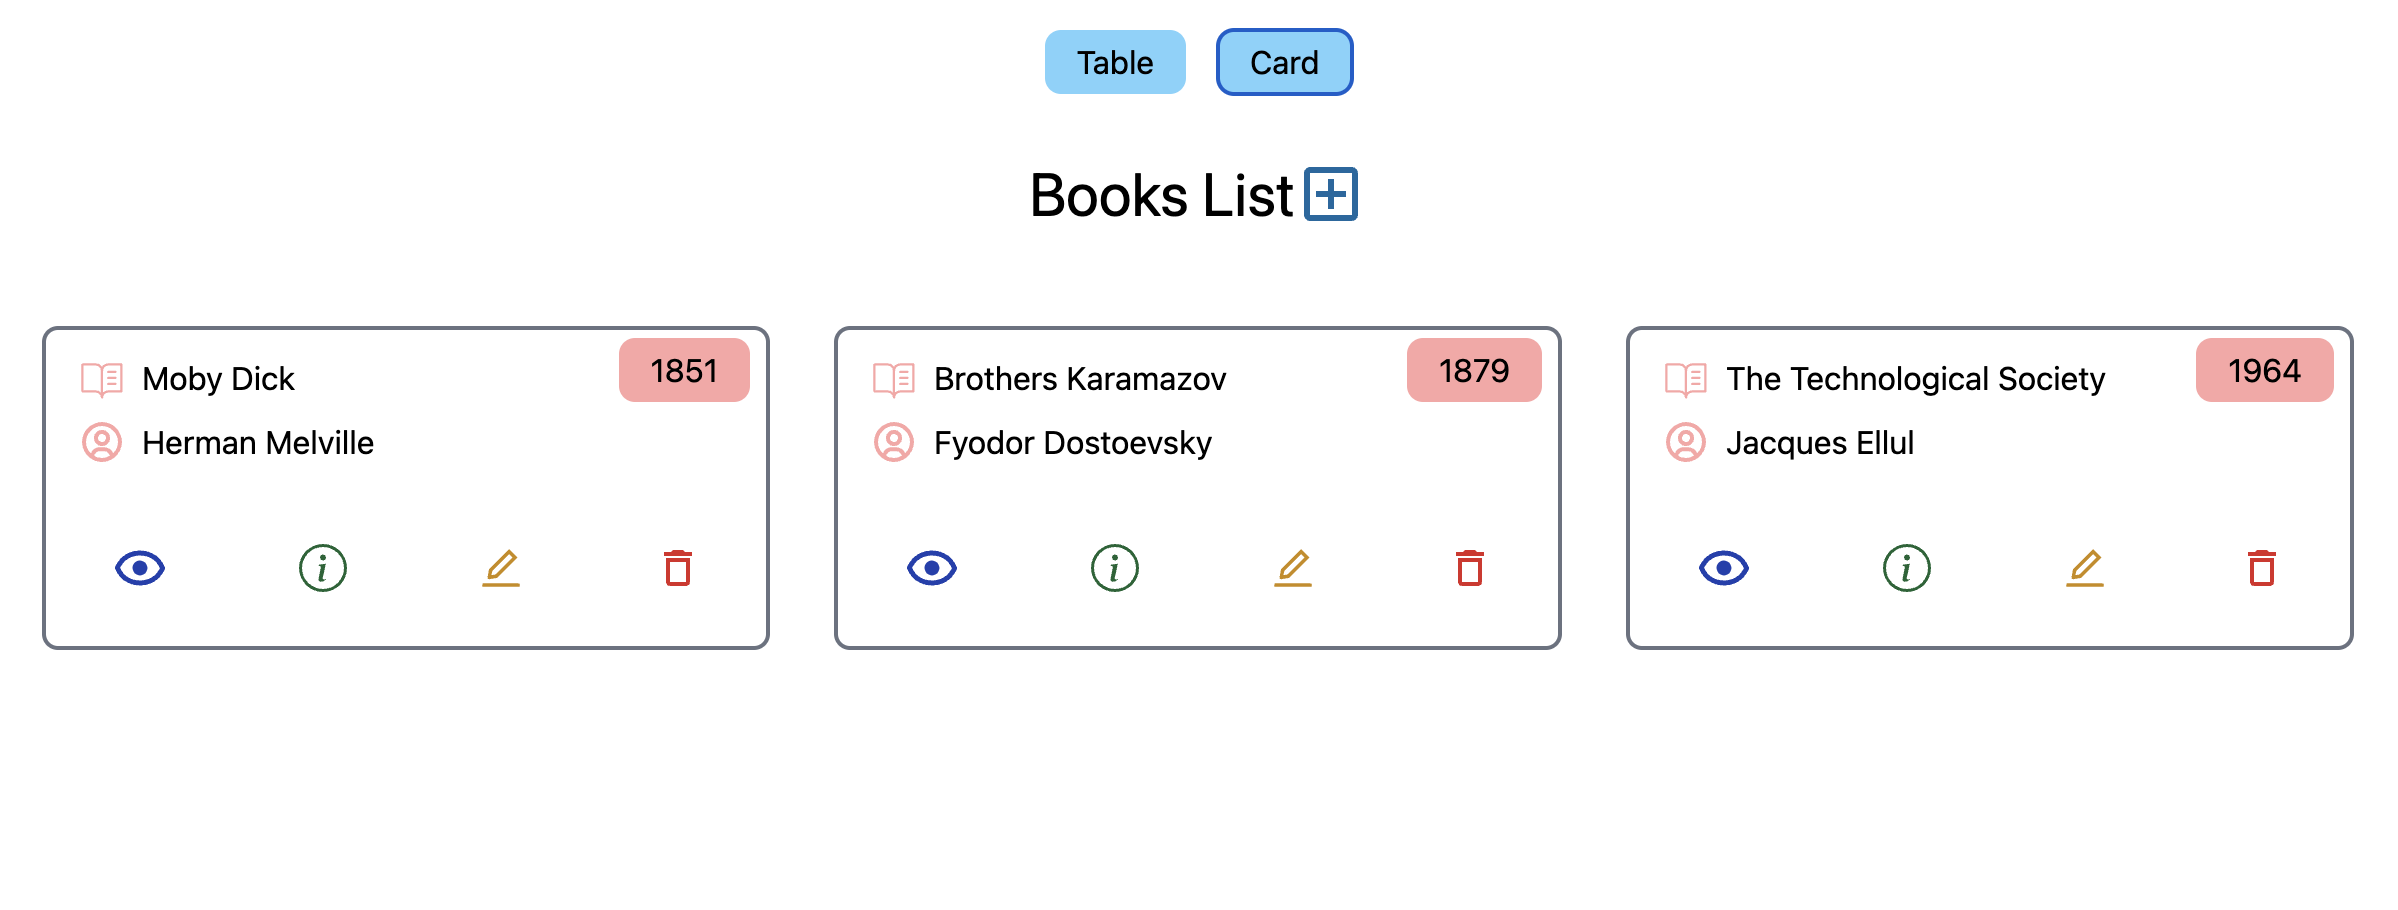 Table
Card
Books List
Moby Dick
1851
Herman Melville
Brothers Karamazov
1879
Fyodor Dostoevsky
The Technological Society
1964
Jacques Ellul